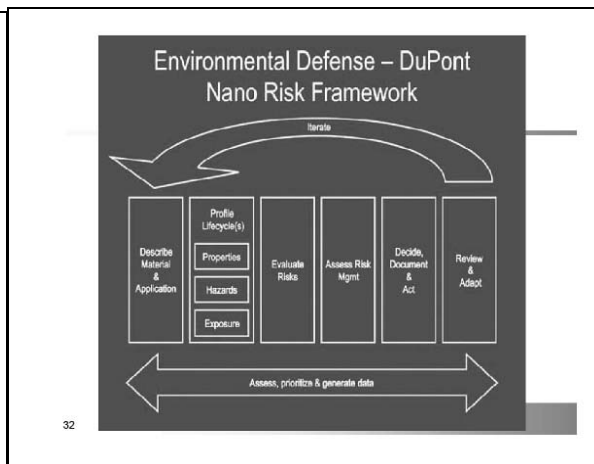 Environmental Defense – DuPont
Nano Risk Framework
Iterate
Describe
Material
&
Application
Profile
Lifecycle(s)
Properties
Hazards
Exposure
Evaluate
Risks
Assess Risk
Mgmt
Decide,
Document
&
Act
Review
&
Adapt
Assess, prioritize & generate data
32